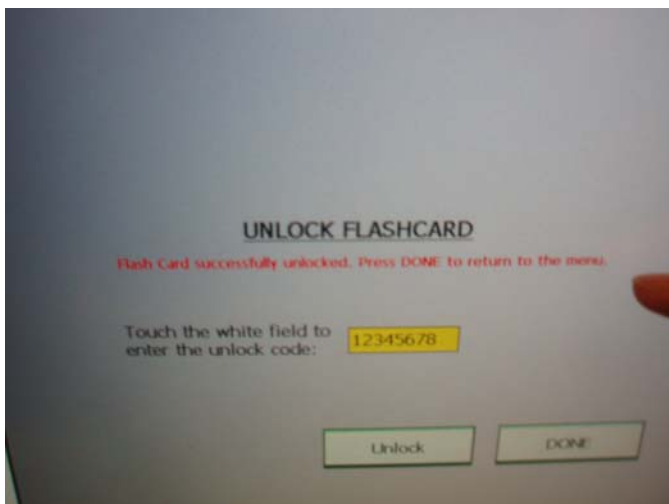 UNLOCK FLASHCARD
Flash Card successfully unlocked. Press DONE to return to the menu.
Touch the white field to
enter the unlock code:
12345678
Unlock
DONE